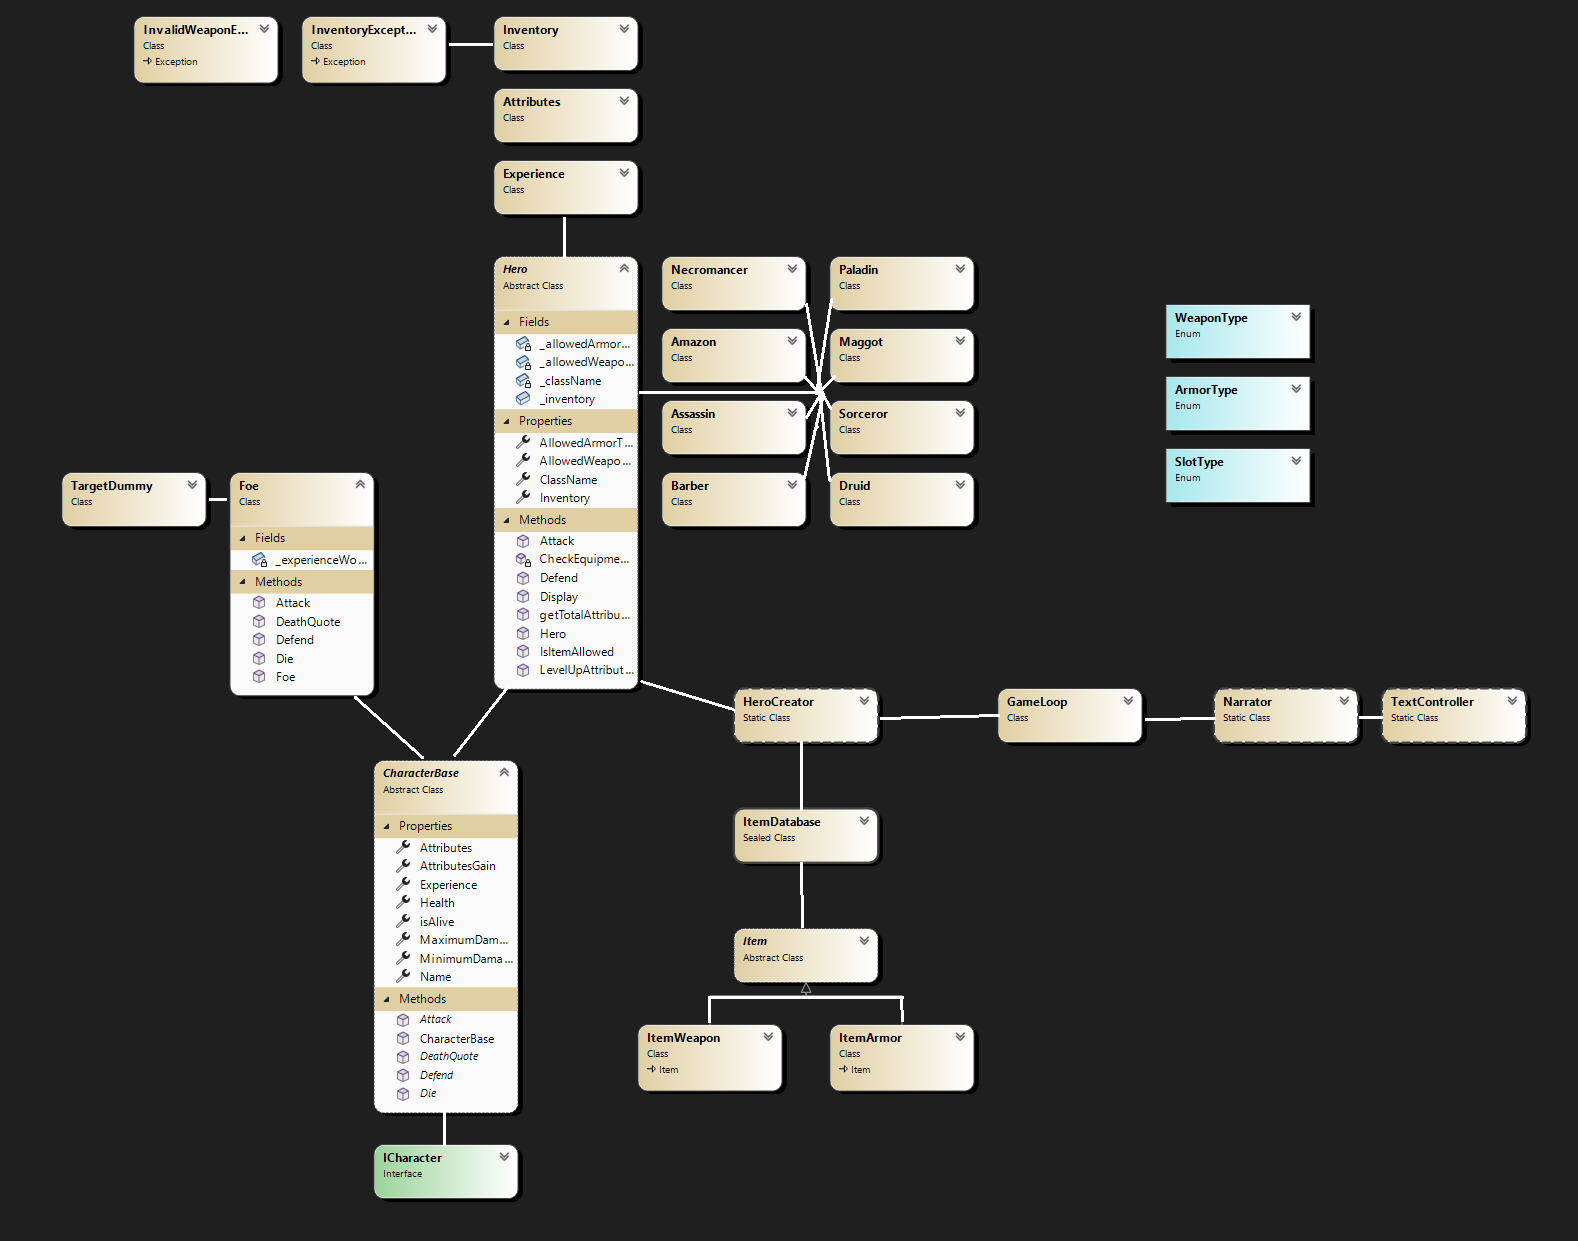 InvalidWeaponE...
Class
Exception
InventoryExcept...
Class
Exception
Inventory
Class
Attributes
Class
Experience
Class
Hero
Abstract Class
Fields
_allowedArmor...
_allowedWeapo...
_className
_inventory
Properties
AllowedArmorT...
AllowedWeapo...
ClassName
Inventory
Methods
Attack
CheckEquipme...
Defend
Display
getTotalAttribu...
Hero
IsItemAllowed
LevelUpAttribut...
Necromancer
Class
Paladin
Class
Amazon
Class
Maggot
Class
Assassin
Class
Sorceror
Class
Barber
Class
Druid
Class
WeaponType
Enum
ArmorType
Enum
SlotType
Enum
TargetDummy
Class
Foe
Class
Fields
_experienceWo...
Methods
Attack
DeathQuote
Defend
Die
Foe
HeroCreator
Static Class
GameLoop
Class
Narrator
Static Class
TextController
Static Class
CharacterBase
Abstract Class
Properties
Attributes
AttributesGain
Experience
Health
isAlive
MaximumDam...
MinimumDama...
Name
Methods
Attack
CharacterBase
DeathQuote
Defend
Die
ItemDatabase
Sealed Class
Item
Abstract Class
ItemWeapon
Class
Item
ItemArmor
Class
Item
ICharacter
Interface